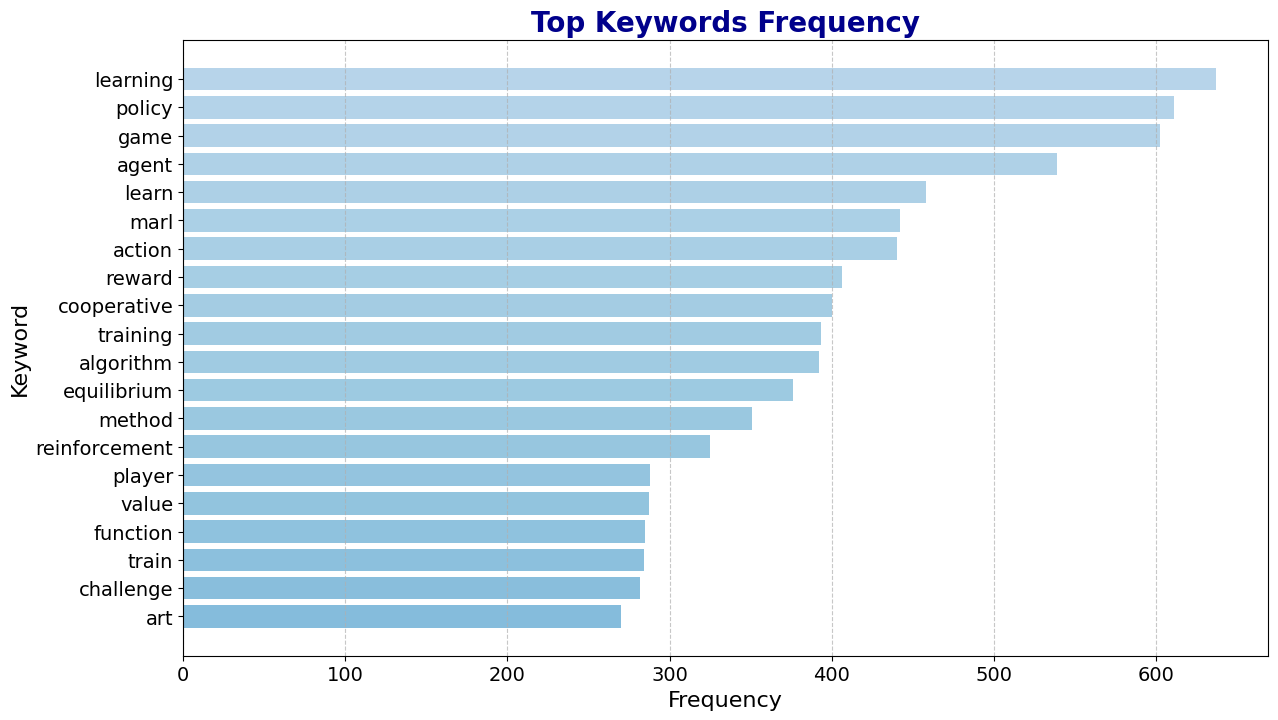 Top Keywords Frequency
learning
policy
game
agent
learn
marl
action
reward
cooperative
training
algorithm
equilibrium
method
reinforcement
player
value
function
train
challenge
art
Keyword
0 100 200 300 400 500 600
Frequency